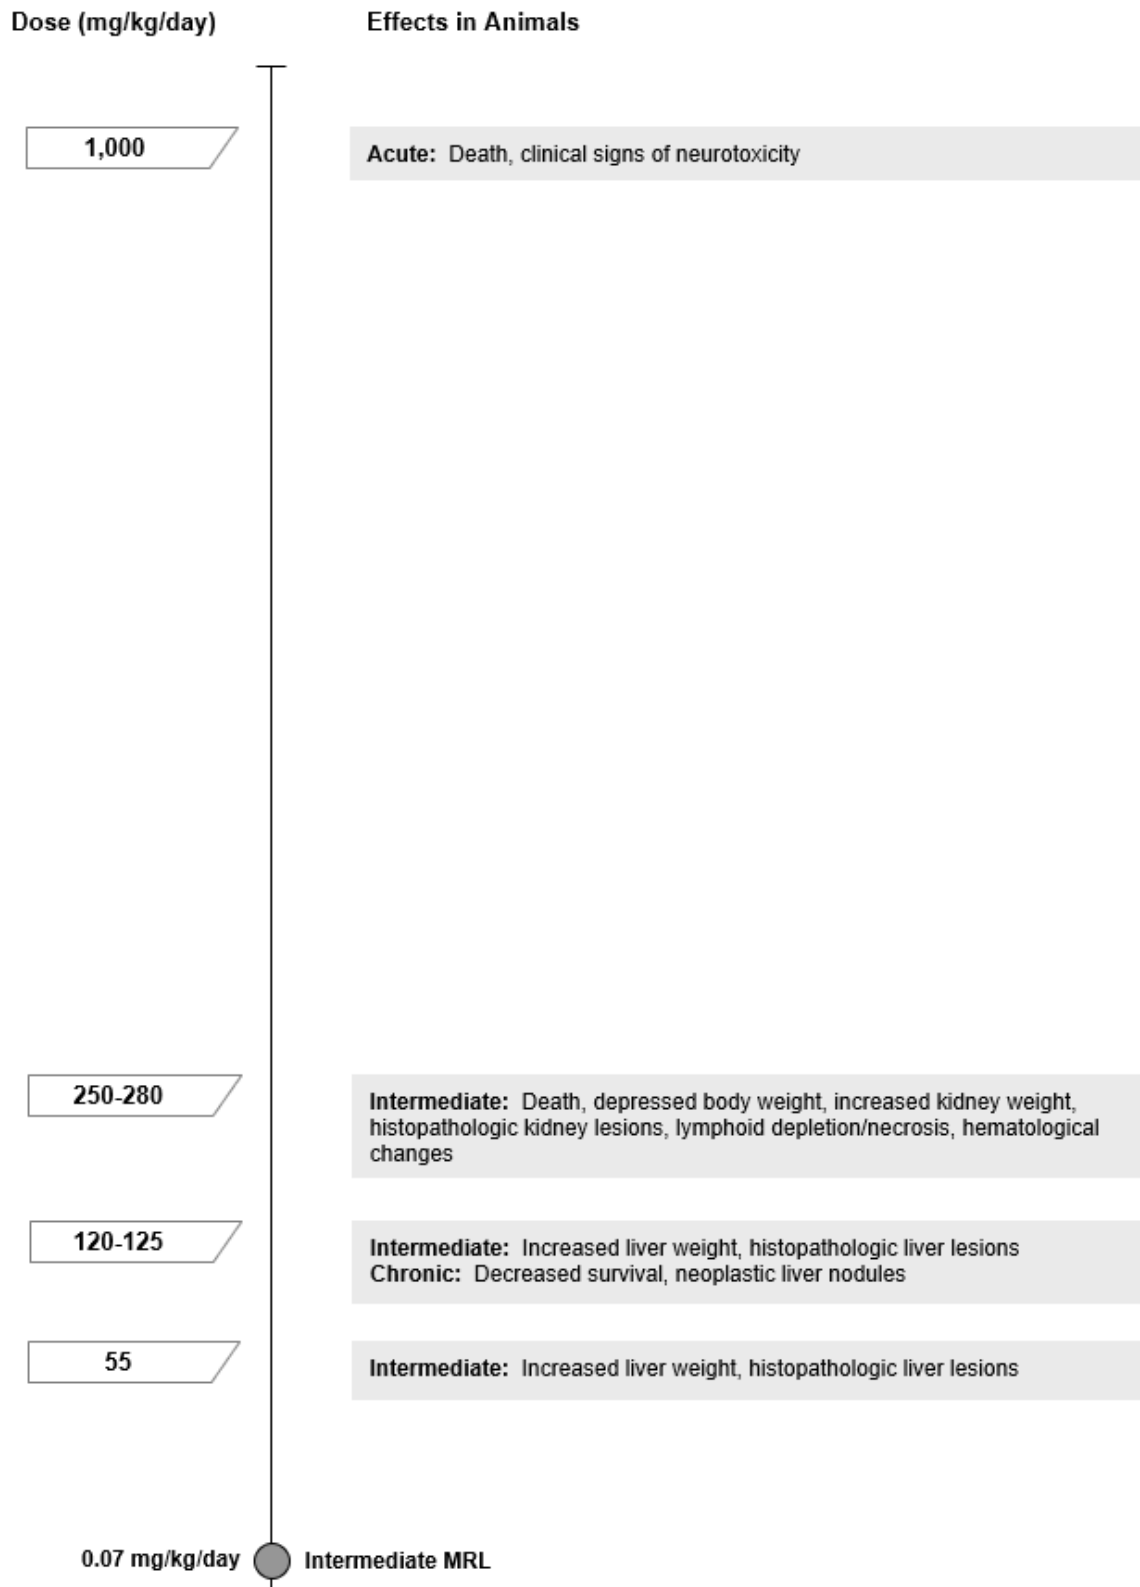 Dose (mg/kg/day) Effects in Animals
1,000
Acute: Death, clinical signs of neurotoxicity
250-280
Intermediate: Death, depressed body weight, increased kidney weight,
histopathologic kidney lesions, lymphoid depletion/necrosis, hematological
changes
120-125
Intermediate: Increased liver weight, histopathologic liver lesions
Chronic: Decreased survival, neoplastic liver nodules
55
Intermediate: Increased liver weight, histopathologic liver lesions
0.07 mg/kg/day Intermediate MRL